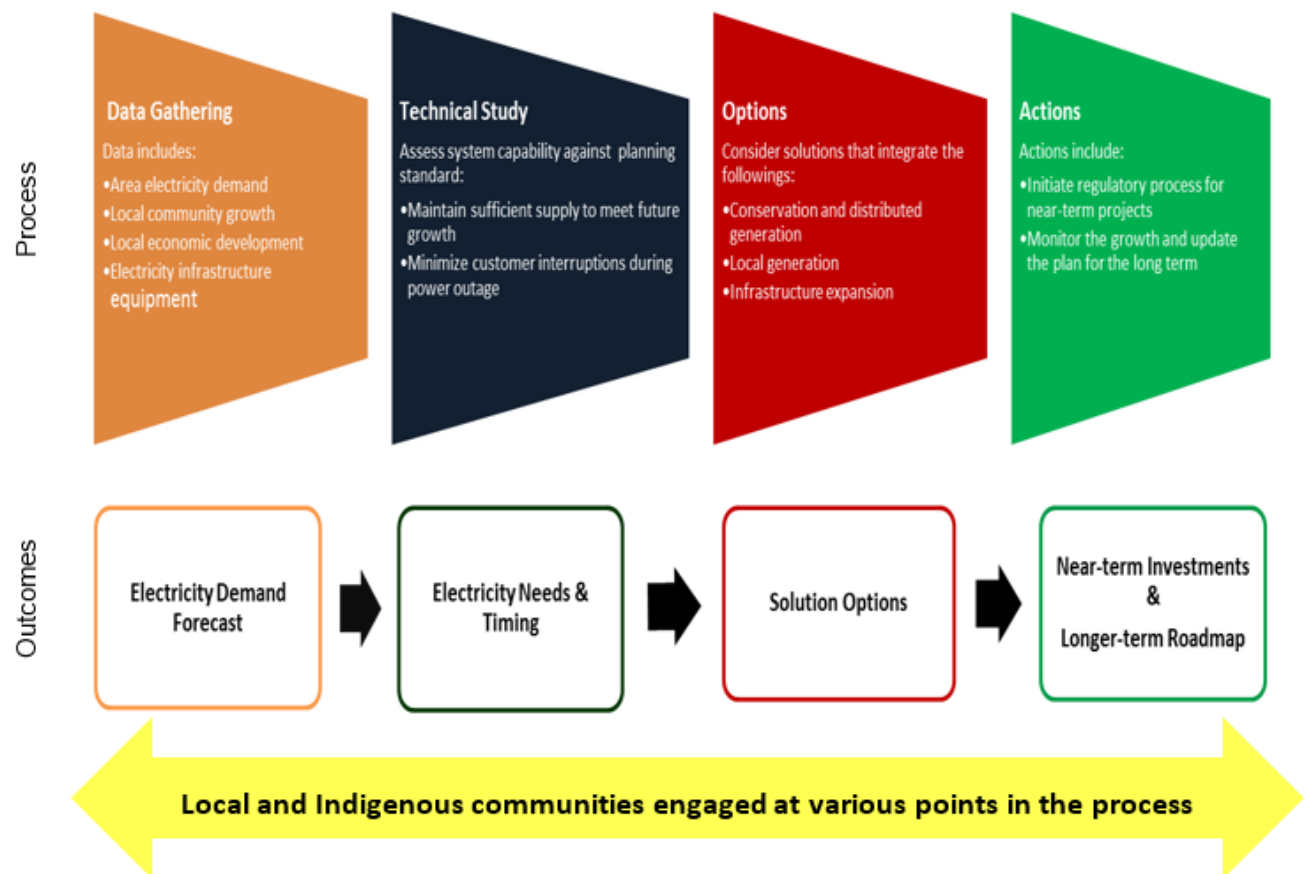 Process
Data Gathering
Data includes:
•Area electricity demand
•Local community growth
•Local economic development
•Electricity infrastructure
equipment
Technical Study
Assess system capability against planning
standard:
•Maintain sufficient supply to meet future
growth
•Minimize customer interruptions during
power outage
Options
Consider solutions that integrate the
followings:
•Conservation and distributed
generation
•Local generation
•Infrastructure expansion
Actions
Actions include:
•Initiate regulatory process for
near-term projects
•Monitor the growth and update
the plan for the long term
Outcomes
Electricity Demand
Forecast
Electricity Needs &
Timing
Solution Options
Near-term Investments
&
Longer-term Roadmap
Local and Indigenous communities engaged at various points in the process